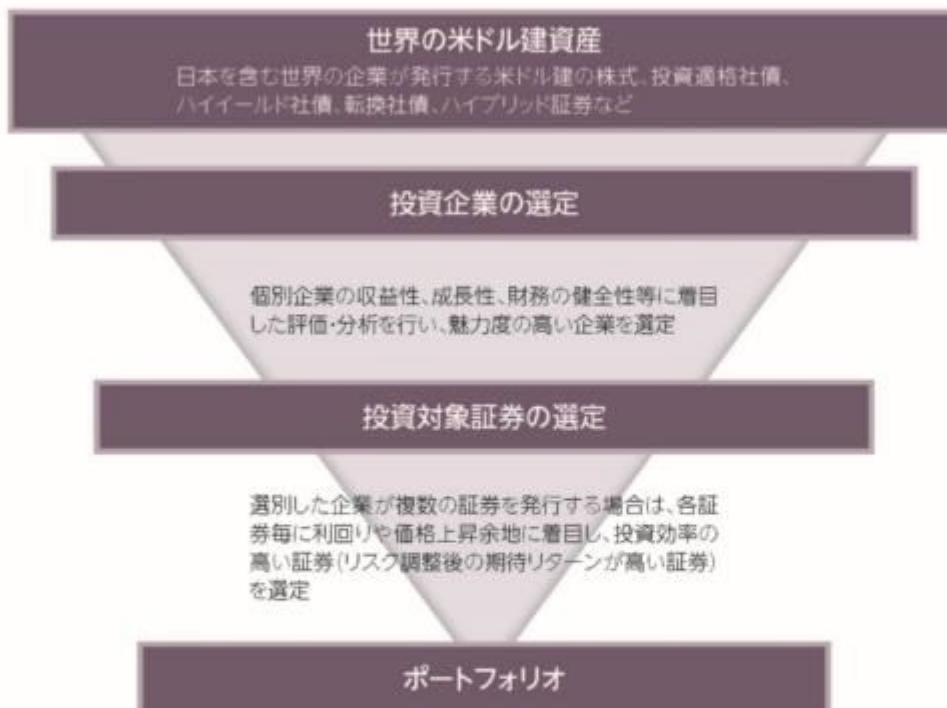 世界の米ドル建資産
日本を含む世界の企業が発行する米ドル建の株式、投資適格社債、
ハイイールド社債、転換社債、ハイブリッド証券など
投資企業の選定
個別企業の収益性、成長性、財務の健全性等に着目
した評価・分析を行い、魅力度の高い企業を選定
投資対象証券の選定
選別した企業が複数の証券を発行する場合は、各証
券毎に利回りや価格上昇余地に着目し、投資効率の
高い証券(リスク調整後の期待リターンが高い証券)
を選定
ポートフォリオ